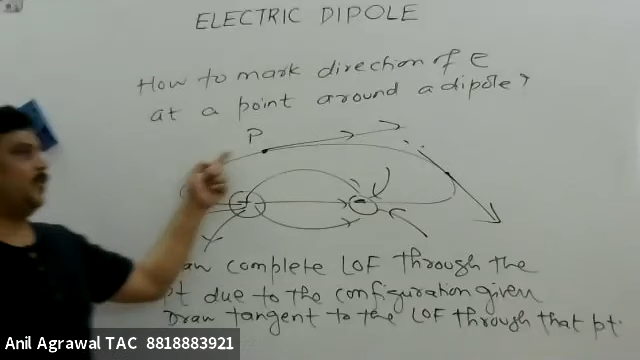 ELECTRIC DIPOLE
How to mark direction of E
at a point around a dipole?
P
+
-
complete LOF through the
pt due to the configuration given
Draw tangent to the LOF through that pt.
Anil Agrawal TAC 8818883921